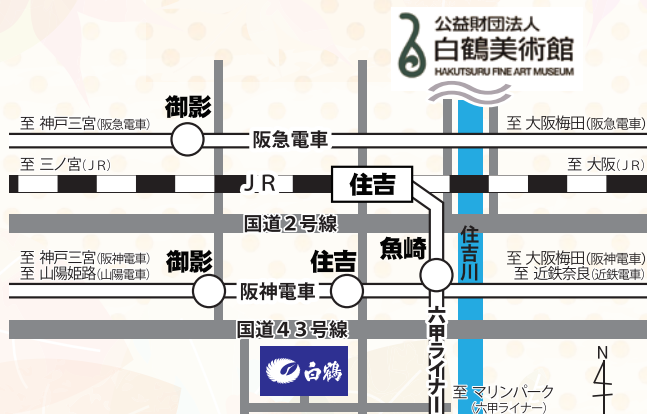 公益財団法人
白鶴美術館
HAKUTSURU FINE ART MUSEUM
御影
至 神戸三宮(阪急電車)
阪急電車
至 大阪梅田(阪急電車)
至 三ノ宮(JR)
JR
住吉
至 大阪(JR)
国道2号線
住吉川
至 神戸三宮(阪神電車)
至 山陽姫路(山陽電車)
御影
住吉
魚崎
至 大阪梅田(阪神電車)
至 近鉄奈良(近鉄電車)
阪神電車
国道43号線
六甲ライナー
白鶴
至 マリンパーク
(六甲ライナー)
N